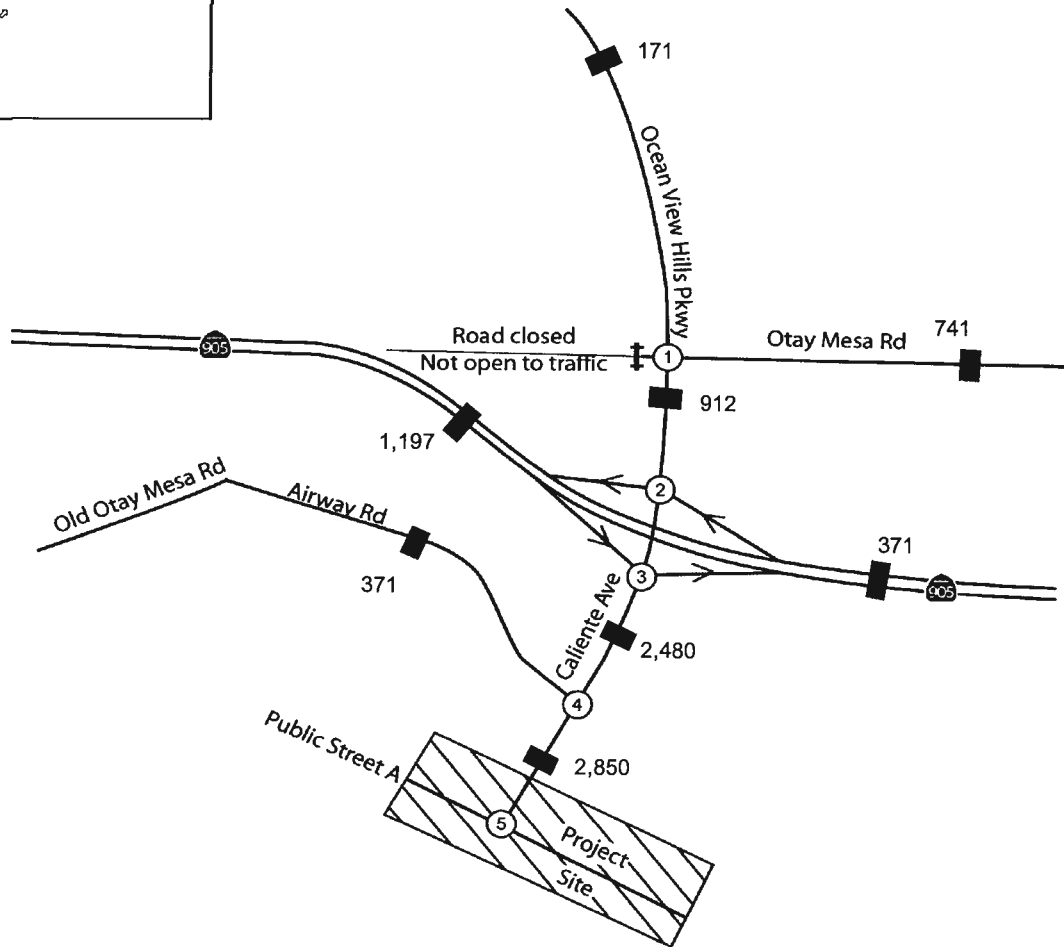 171
Ocean View Hills Pkwy
905
Road closed
Not open to traffic
1
Otay Mesa Rd
741
912
1,197
Old Otay Mesa Rd
Airway Rd
2
371
371
3
905
Caliente Ave
2,480
4
Public Street A
2,850
5
Project
Site